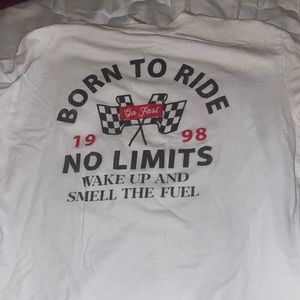 BORN TO RIDE
Go Fast
19 98
NO LIMITS
WAKE UP AND
SMELL THE FUEL